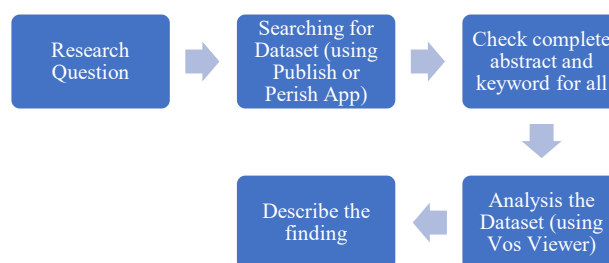 Research
Question
Searching for
Dataset (using
Publish or
Perish App)
Check complete
abstract and
keyword for all
Analysis the
Dataset (using
Vos Viewer)
Describe the
finding